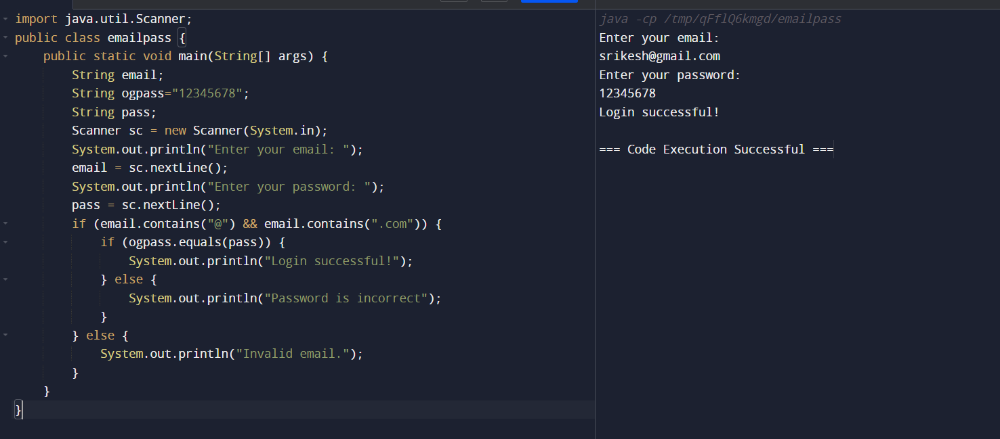 import java.util.Scanner;
public class emailpass {
    public static void main(String[] args) {
        String email;
        String ogpass="12345678";
        String pass;
        Scanner sc = new Scanner(System.in);
        System.out.println("Enter your email: ");
        email = sc.nextLine();
        System.out.println("Enter your password: ");
        pass = sc.nextLine();
        if (email.contains("@") && email.contains(".com")) {
            if (ogpass.equals(pass)) {
                System.out.println("Login successful!");
            } else {
                System.out.println("Password is incorrect");
            }
        } else {
            System.out.println("Invalid email.");
        }
    }
}
java -cp /tmp/qFflQ6kmgd/emailpass
Enter your email:
srikesh@gmail.com
Enter your password:
12345678
Login successful!
=== Code Execution Successful ===